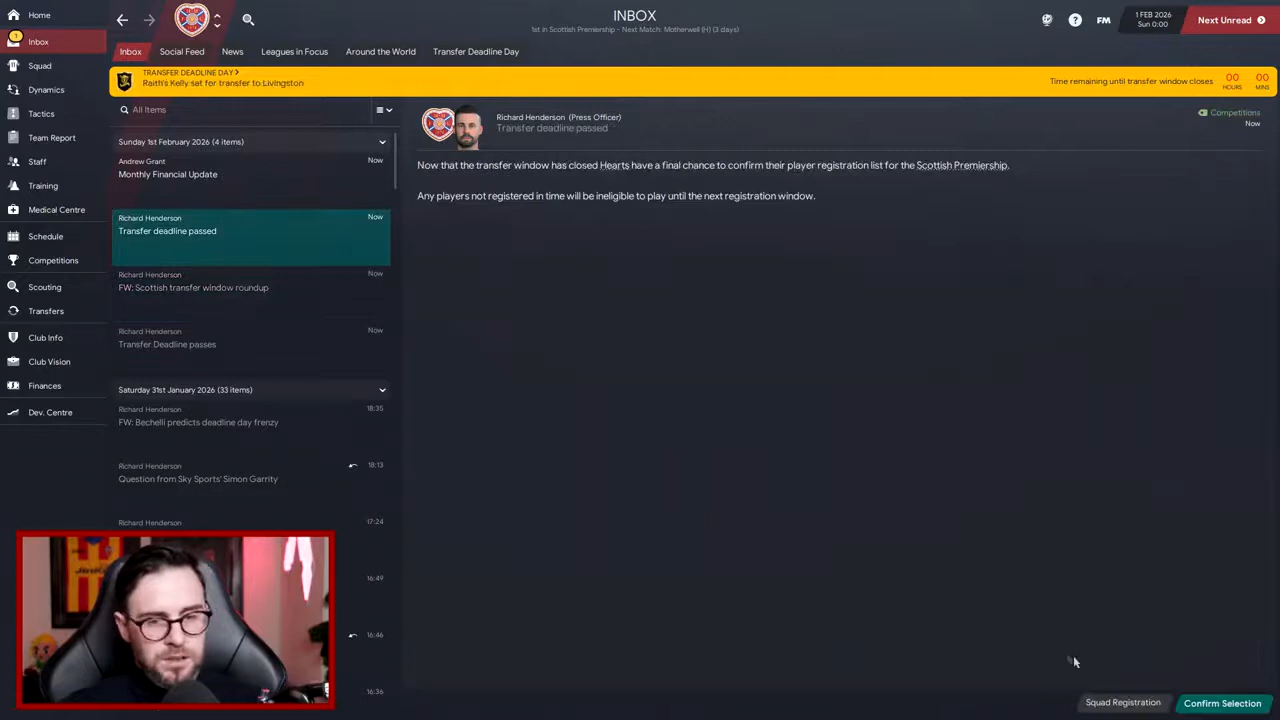 Home
Inbox
Squad
Dynamics
Tactics
Team Report
Staff
Training
Medical Centre
Schedule
Competitions
Scouting
Transfers
Club Info
Club Vision
Finances
Dev. Centre
INBOX
1st in Scottish Premiership - Next Match: Motherwell (H) (3 days)
FM
1 FEB 2026
Sun 0:00
Next Unread
Inbox
Social Feed
News
Leagues in Focus
Around the World
Transfer Deadline Day
TRANSFER DEADLINE DAY >
Raith's Kelly sat for transfer to Livingston
Time remaining until transfer window closes
00
HOURS
00
MINS
All Items
Sunday 1st February 2026 (4 items)
Andrew Grant
Now
Monthly Financial Update
Richard Henderson
Now
Transfer deadline passed
Richard Henderson
Now
FW: Scottish transfer window roundup
Richard Henderson
Now
Transfer Deadline passes
Saturday 31st January 2026 (33 items)
Richard Henderson
18:35
FW: Bechelli predicts deadline day frenzy
Richard Henderson
18:13
Question from Sky Sports' Simon Garrity
Richard Henderson
17:24
16:49
16:46
16:36
Richard Henderson (Press Officer)
Transfer deadline passed
Competitions
Now
Now that the transfer window has closed Hearts have a final chance to confirm their player registration list for the Scottish Premiership.
Any players not registered in time will be ineligible to play until the next registration window.
Squad Registration
Confirm Selection